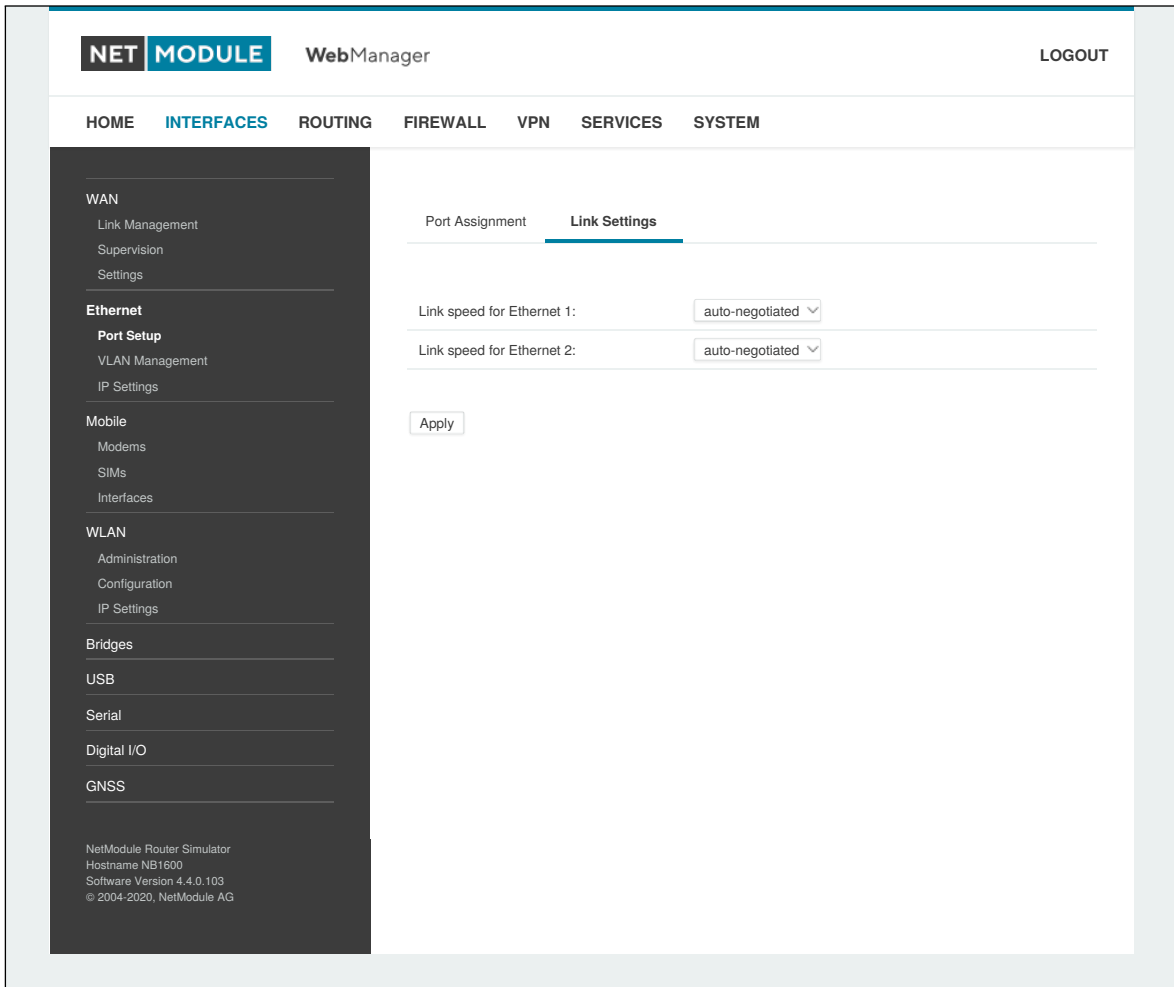 NET MODULE WebManager LOGOUT
HOME INTERFACES ROUTING FIREWALL VPN SERVICES SYSTEM
WAN
Link Management
Supervision
Settings
Ethernet
Port Setup
VLAN Management
IP Settings
Mobile
Modems
SIMs
Interfaces
WLAN
Administration
Configuration
IP Settings
Bridges
USB
Serial
Digital I/O
GNSS
NetModule Router Simulator
Hostname NB1600
Software Version 4.4.0.103
© 2004-2020, NetModule AG
Port Assignment Link Settings
Link speed for Ethernet 1: auto-negotiated
Link speed for Ethernet 2: auto-negotiated
Apply